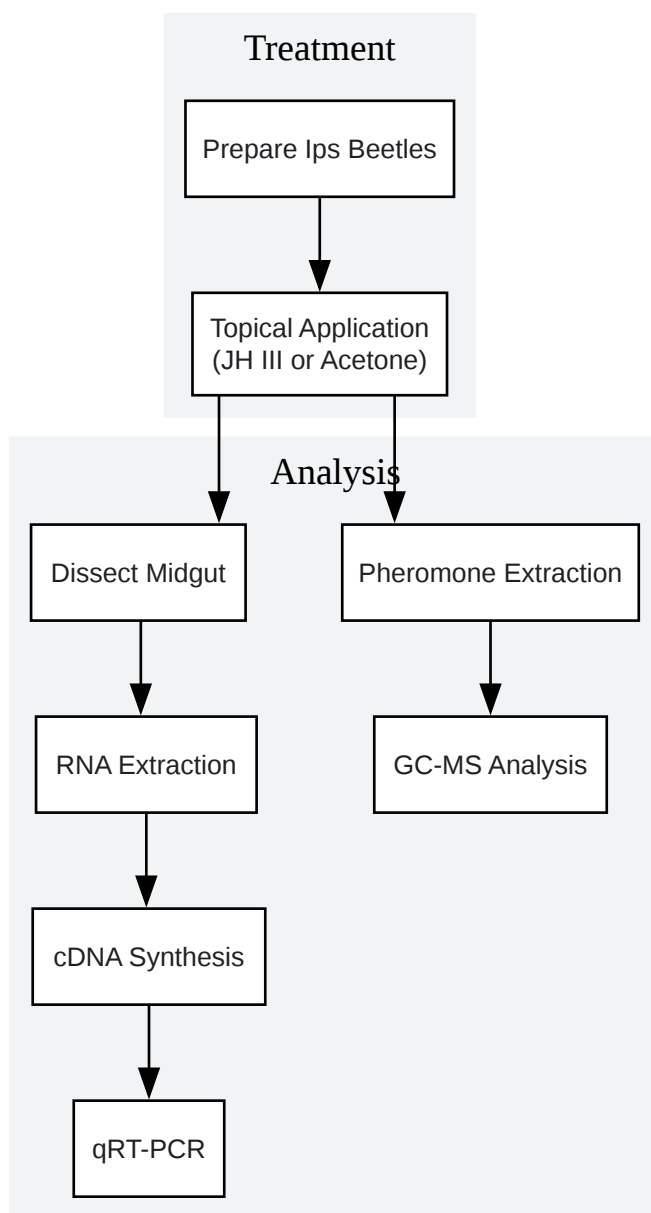 Treatment
Prepare Ips Beetles
Topical Application
(JH III or Acetone)
Analysis
Dissect Midgut
Pheromone Extraction
RNA Extraction
GC-MS Analysis
cDNA Synthesis
qRT-PCR